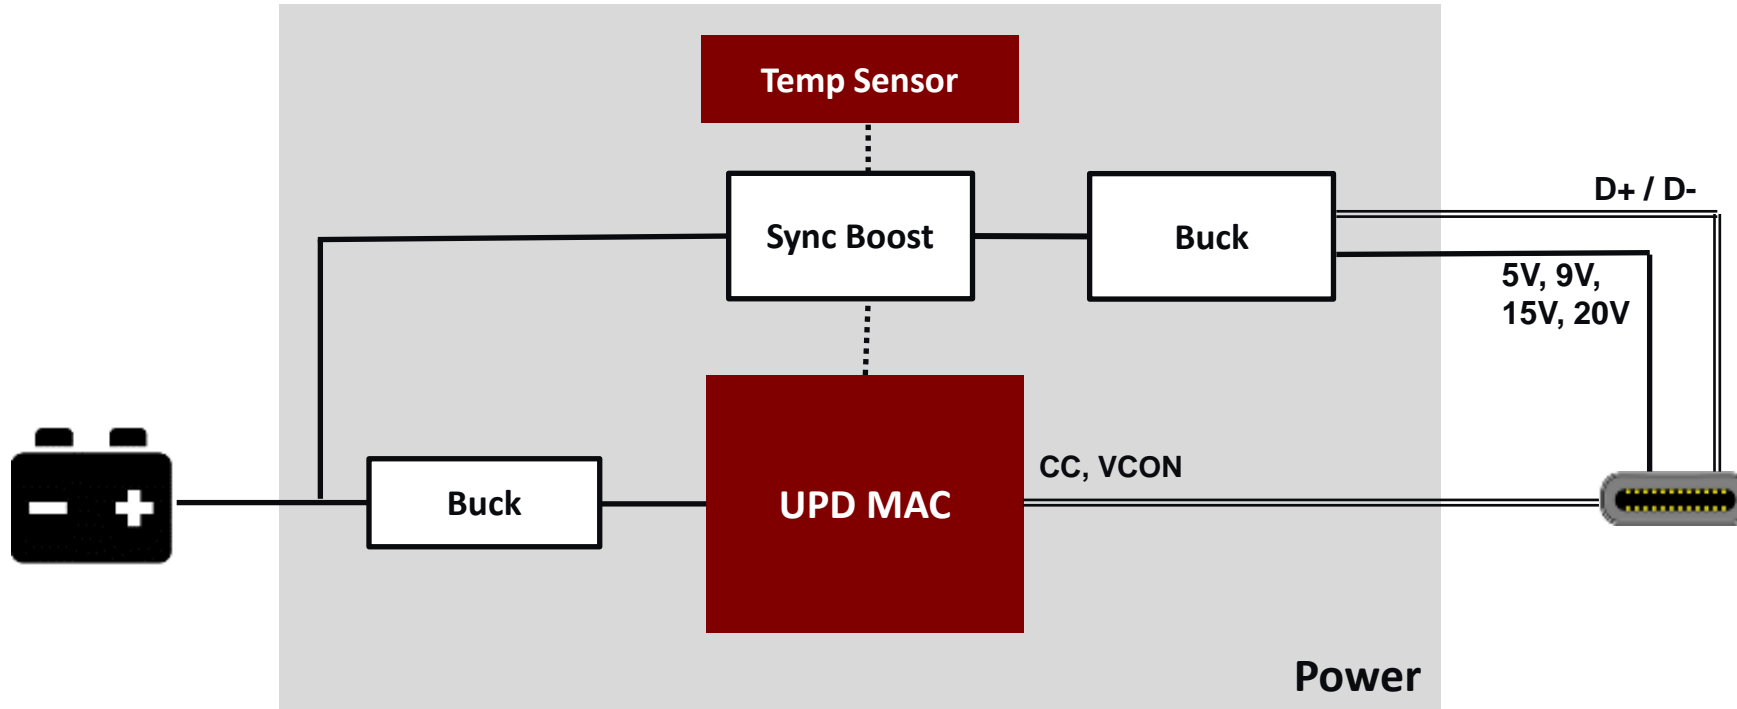 Temp Sensor
Sync Boost
Buck
D+ / D-
5V, 9V,
15V, 20V
Buck
UPD MAC
CC, VCON
Power